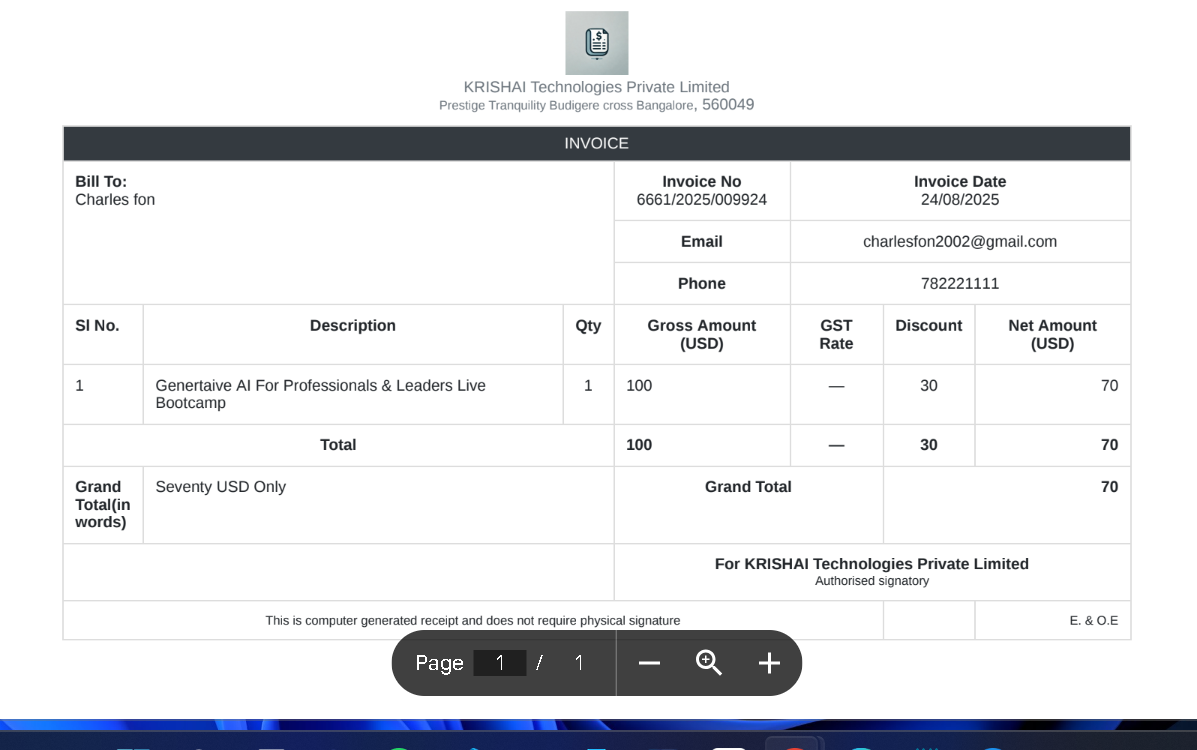 KRISHAI Technologies Private Limited
Prestige Tranquility Budigere cross Bangalore, 560049
INVOICE
Bill To:
Charles fon
Invoice No
6661/2025/009924
Invoice Date
24/08/2025
Email
charlesfon2002@gmail.com
Phone
782221111
Sl No.
Description
Qty
Gross Amount
(USD)
GST
Rate
Discount
Net Amount
(USD)
1
Genertaive AI For Professionals & Leaders Live
Bootcamp
1
100
—
30
70
Total
100
—
30
70
Grand
Total(in
words)
Seventy USD Only
Grand Total
70
For KRISHAI Technologies Private Limited
Authorised signatory
This is computer generated receipt and does not require physical signature
E. & O.E
Page 1 / 1